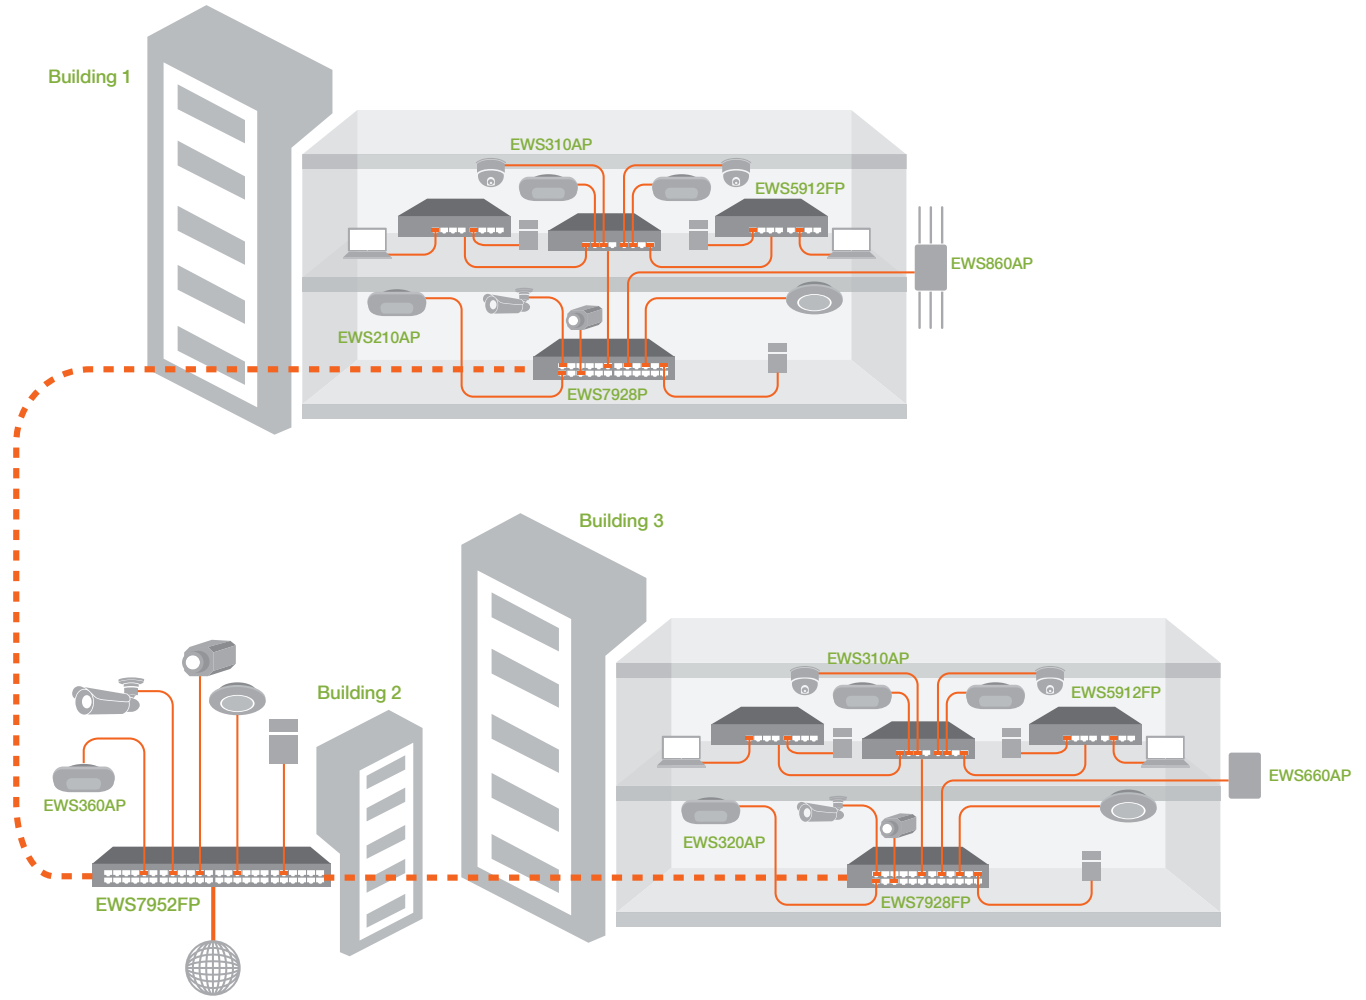 Building 1
EWS310AP
EWS5912FP
EWS860AP
EWS210AP
EWS7928P
Building 3
Building 2
EWS310AP
EWS5912FP
EWS660AP
EWS360AP
EWS320AP
EWS7952FP
EWS7928FP